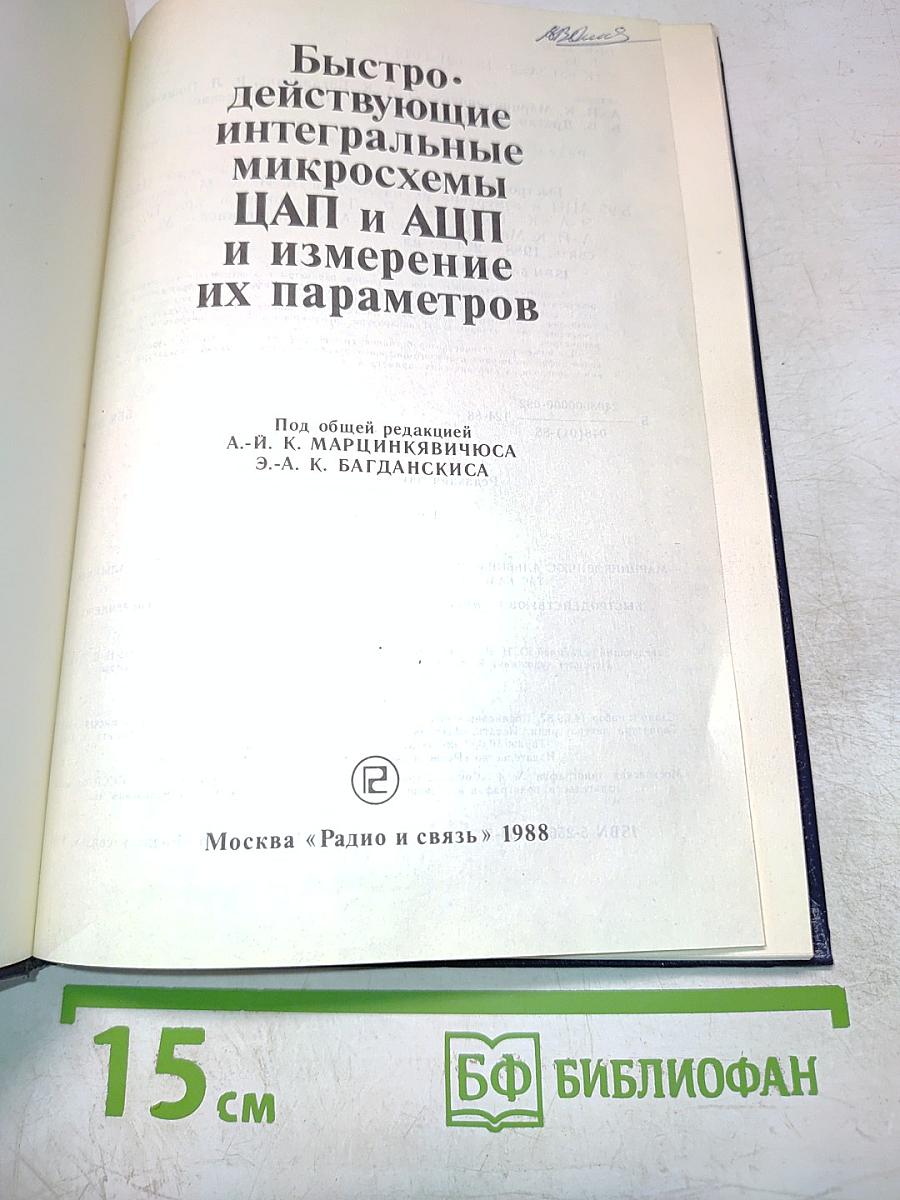 Быстро-
действующие
интегральные
микросхемы
ЦАП и АЦП
и измерение
их параметров
Под общей редакцией
А.-Й. К. МАРЦИНКЯВИЧЮСА
Э.-А. К. БАГДАНСКИСА
Москва «Радио и связь» 1988
15 см
БФ БИБЛИОФАН